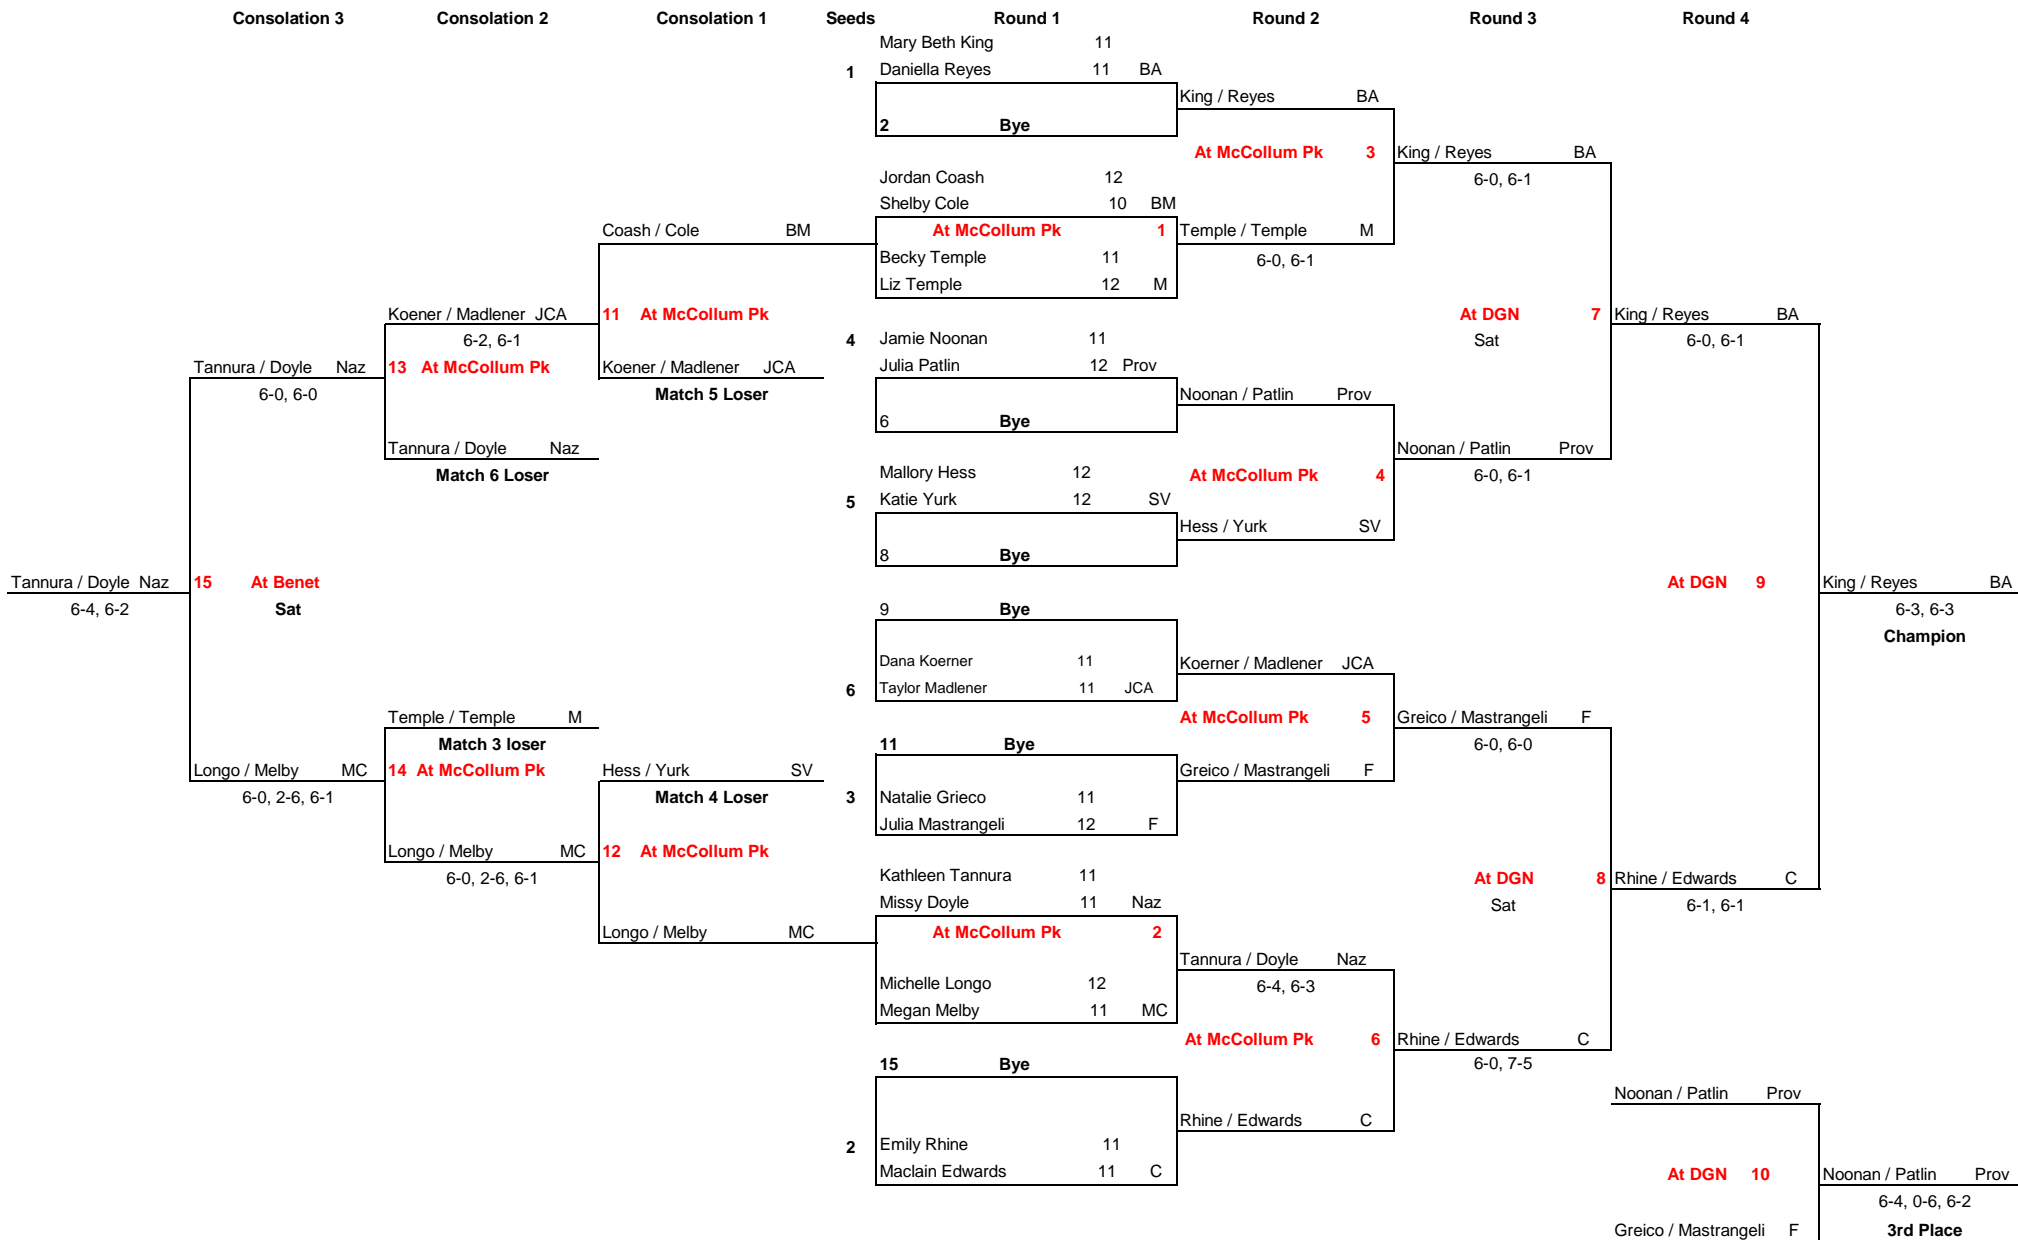 Consolation 3 Consolation 2 Consolation 1 Seeds Round 1 Round 2 Round 3 Round 4
Mary Beth King 11
1 Daniella Reyes 11 BA
King / Reyes BA
2 Bye
At McCollum Pk 3 King / Reyes BA
Jordan Coash 12 6-0, 6-1
Shelby Cole 10 BM
Coash / Cole BM At McCollum Pk 1 Temple / Temple M
Becky Temple 11 6-0, 6-1
Liz Temple 12 M
Koener / Madlener JCA 11 At McCollum Pk At DGN 7 King / Reyes BA
6-2, 6-1 4 Jamie Noonan 11 Sat 6-0, 6-1
Tannura / Doyle Naz 13 At McCollum Pk Koener / Madlener JCA Julia Patlin 12 Prov
6-0, 6-0 Match 5 Loser Noonan / Patlin Prov
6 Bye
Tannura / Doyle Naz Noonan / Patlin Prov
Match 6 Loser Mallory Hess 12 At McCollum Pk 4 6-0, 6-1
5 Katie Yurk 12 SV
Hess / Yurk SV
8 Bye
Tannura / Doyle Naz 15 At Benet At DGN 9 King / Reyes BA
6-4, 6-2 Sat 9 Bye 6-3, 6-3
Champion
Dana Koerner 11 Koerner / Madlener JCA
6 Taylor Madlener 11 JCA
Temple / Temple M At McCollum Pk 5 Greico / Mastrangeli F
Match 3 loser 11 Bye 6-0, 6-0
Longo / Melby MC 14 At McCollum Pk Hess / Yurk SV Greico / Mastrangeli F
6-0, 2-6, 6-1 Match 4 Loser 3 Natalie Grieco 11
Julia Mastrangeli 12 F
Longo / Melby MC 12 At McCollum Pk
6-0, 2-6, 6-1 Kathleen Tannura 11 At DGN 8 Rhine / Edwards C
Missy Doyle 11 Naz Sat 6-1, 6-1
Longo / Melby MC At McCollum Pk 2
Tannura / Doyle Naz
Michelle Longo 12 6-4, 6-3
Megan Melby 11 MC
At McCollum Pk 6 Rhine / Edwards C
15 Bye 6-0, 7-5
Noonan / Patlin Prov
Rhine / Edwards C
2 Emily Rhine 11
Maclain Edwards 11 C At DGN 10 Noonan / Patlin Prov
6-4, 0-6, 6-2
Greico / Mastrangeli F 3rd Place